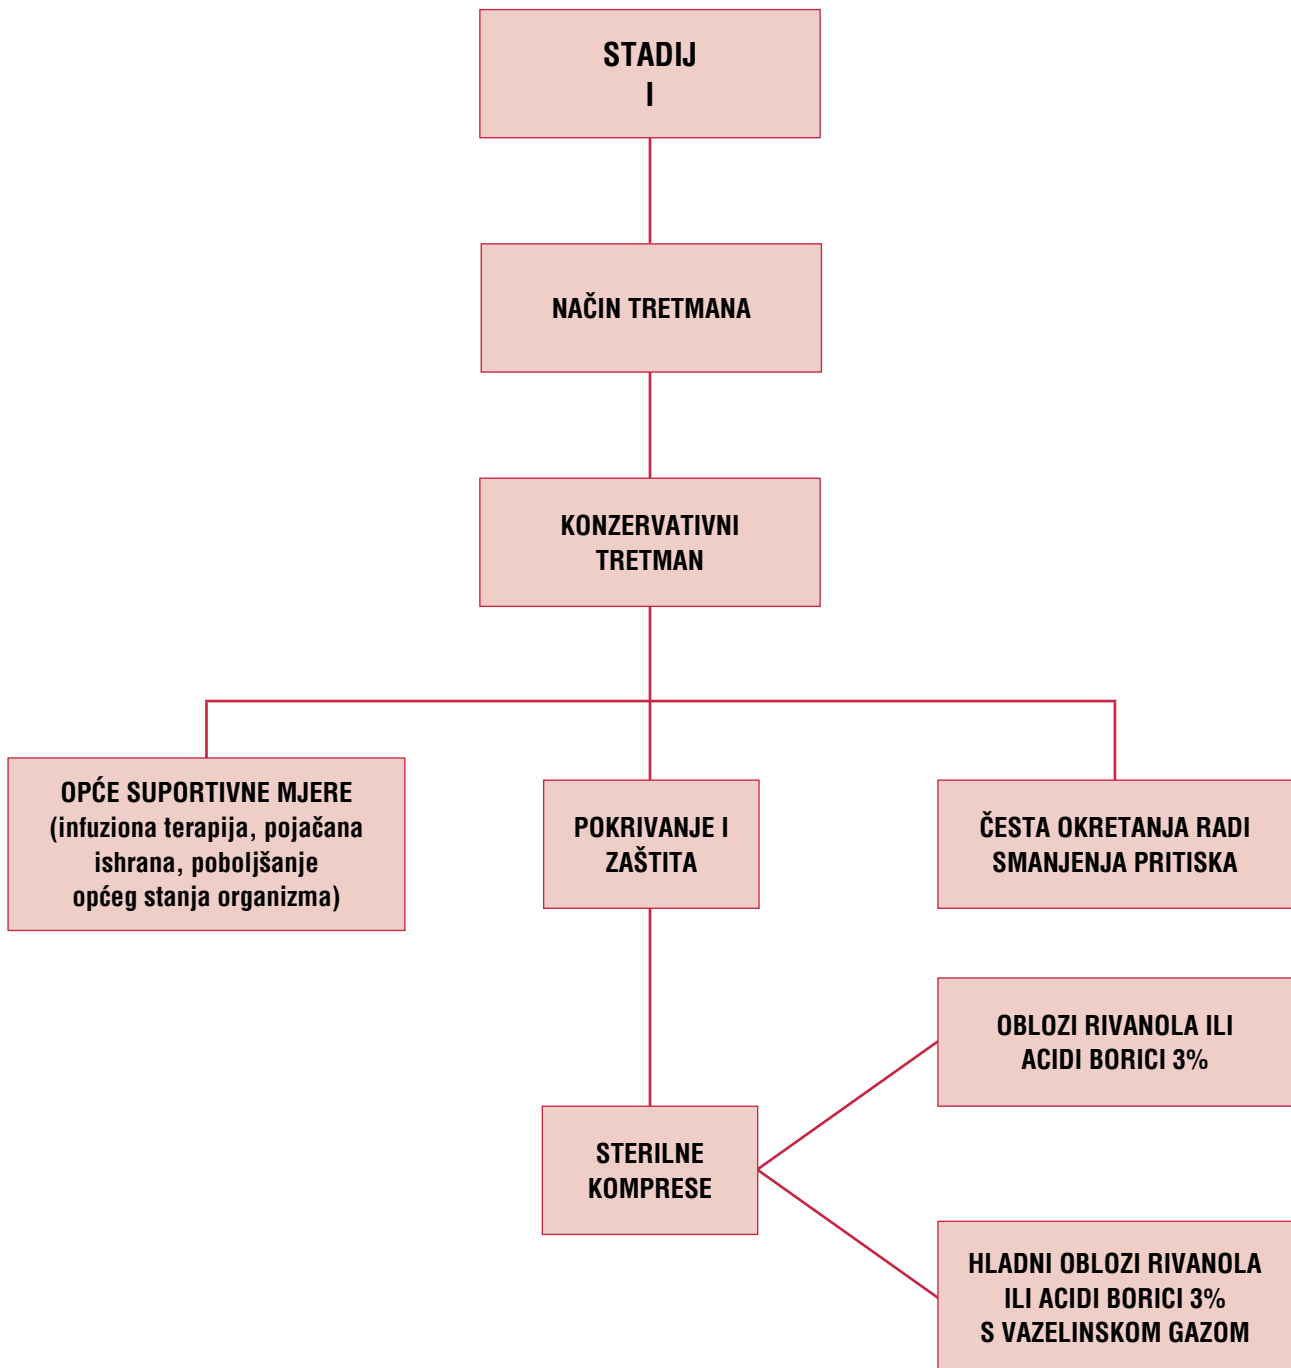 STADIJ
I
NAČIN TRETMANA
KONZERVATIVNI
TRETMAN
OPĆE SUPORTIVNE MJERE
(infuziona terapija, pojačana
ishrana, poboljšanje
općeg stanja organizma)
POKRIVANJE I
ZAŠTITA
ČESTA OKRETANJA RADI
SMANJENJA PRITISKA
OBLOZI RIVANOLA ILI
ACIDI BORICI 3%
STERILNE
KOMPRESE
HLADNI OBLOZI RIVANOLA
ILI ACIDI BORICI 3%
S VAZELINSKOM GAZOM